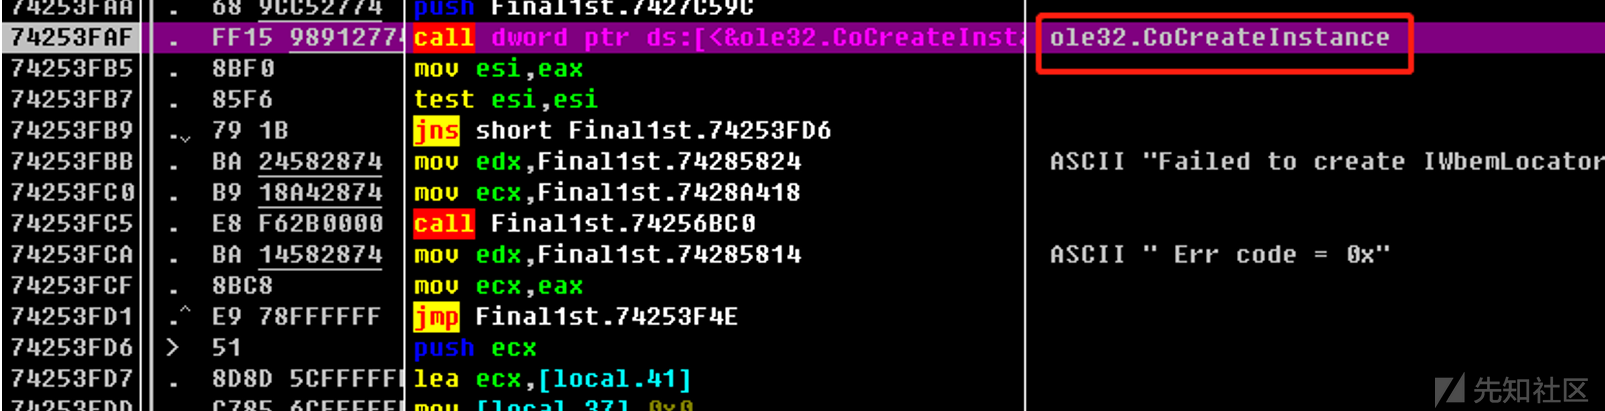 74253FAA . 68 9CC52774 push Final1st.7427C59C
74253FAF . FF15 98912774 call dword ptr ds:[<&ole32.CoCreateInst ole32.CoCreateInstance
74253FB5 . 8BF0 mov esi,eax
74253FB7 . 85F6 test esi,esi
74253FB9 .ˬ 79 1B jns short Final1st.74253FD6
74253FBB . BA 24582874 mov edx,Final1st.74285824 ASCII "Failed to create IWbemLocator
74253FC0 . B9 18A42874 mov ecx,Final1st.7428A418
74253FC5 . E8 F62B0000 call Final1st.74256BC0
74253FCA . BA 14582874 mov edx,Final1st.74285814 ASCII " Err code = 0x"
74253FCF . 8BC8 mov ecx,eax
74253FD1 .^ E9 78FFFFFF jmp Final1st.74253F4E
74253FD6 > 51 push ecx
74253FD7 . 8D8D 5CFFFFFF lea ecx,[local.41]
74253FDD . C785 6CFFFFFF mov [local.37],0x0
先知社区